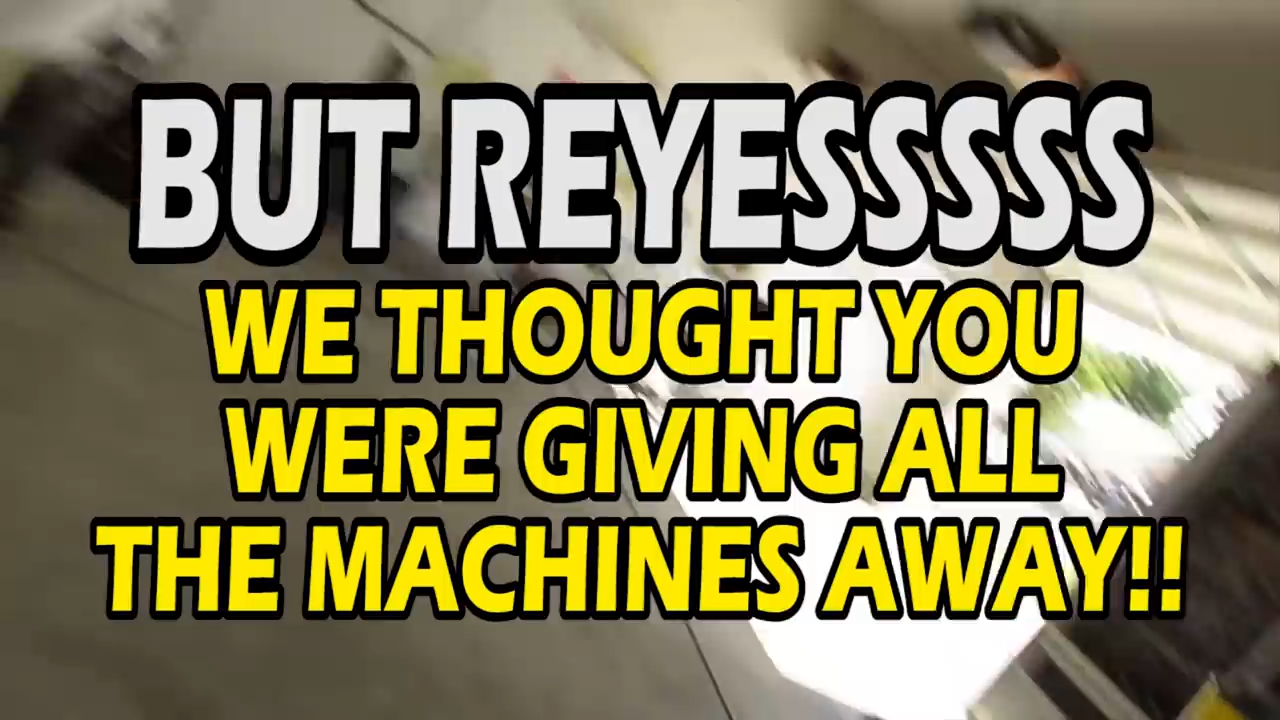 BUT REYESSSSS
WE THOUGHT YOU
WERE GIVING ALL
THE MACHINES AWAY!!